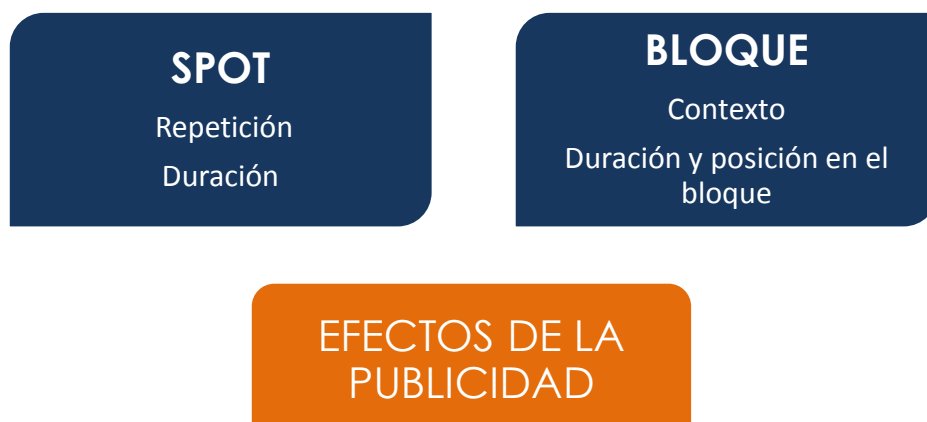 SPOT
Repetición
Duración
BLOQUE
Contexto
Duración y posición en el
bloque
EFECTOS DE LA
PUBLICIDAD